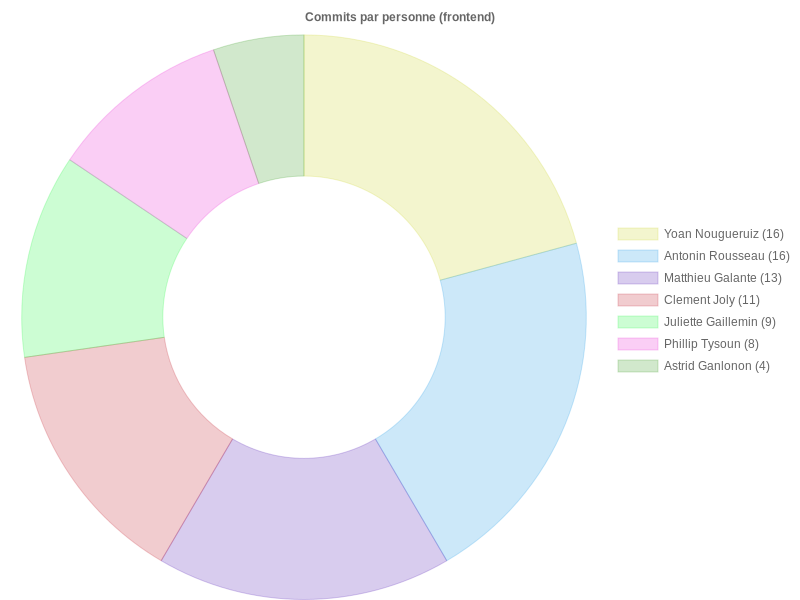 Commits par personne (frontend)
Yoan Nougueruiz (16)
Antonin Rousseau (16)
Matthieu Galante (13)
Clement Joly (11)
Juliette Gaillemin (9)
Phillip Tysoun (8)
Astrid Ganlonon (4)